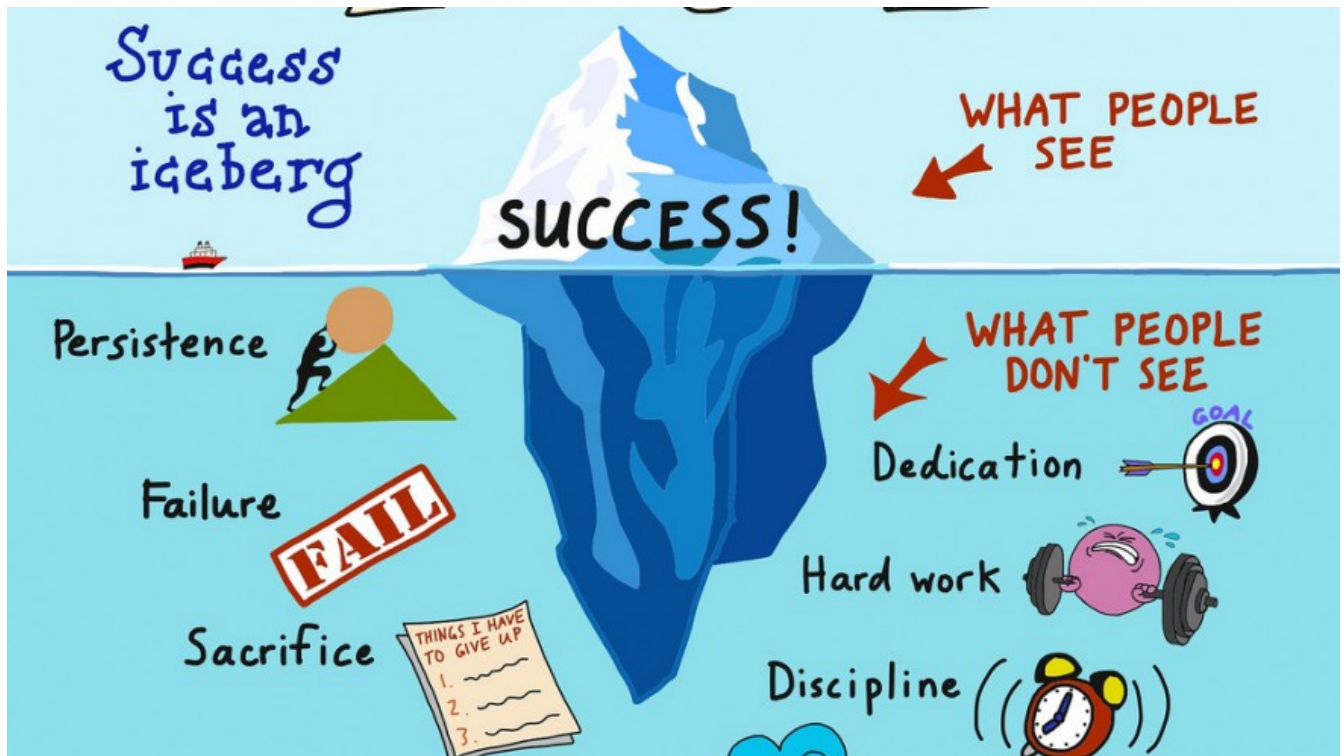 Success
is an
iceberg
SUCCESS!
WHAT PEOPLE
SEE
WHAT PEOPLE
DON'T SEE
Persistence
Failure
FAIL
Sacrifice
THINGS I HAVE
TO GIVE UP
1.
2.
3.
GOAL
Dedication
Hard work
Discipline